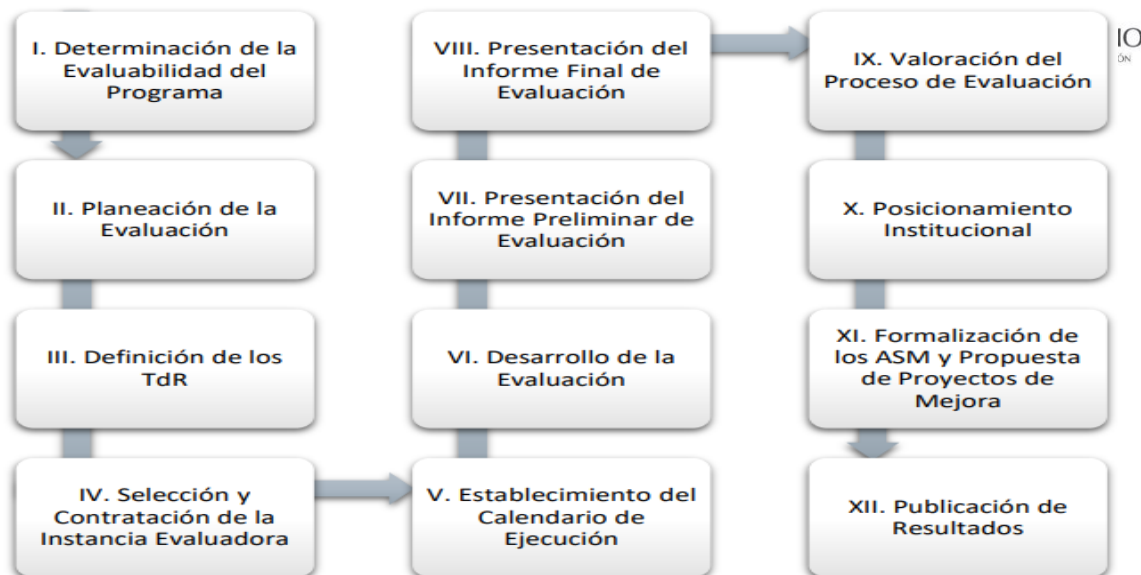 I. Determinación de la
Evaluabilidad del
Programa
II. Planeación de la
Evaluación
III. Definición de los
TdR
IV. Selección y
Contratación de la
Instancia Evaluadora
V. Establecimiento del
Calendario de
Ejecución
VI. Desarrollo de la
Evaluación
VII. Presentación del
Informe Preliminar de
Evaluación
VIII. Presentación del
Informe Final de
Evaluación
IX. Valoración del
Proceso de Evaluación
X. Posicionamiento
Institucional
XI. Formalización de
los ASM y Propuesta
de Proyectos de
Mejora
XII. Publicación de
Resultados